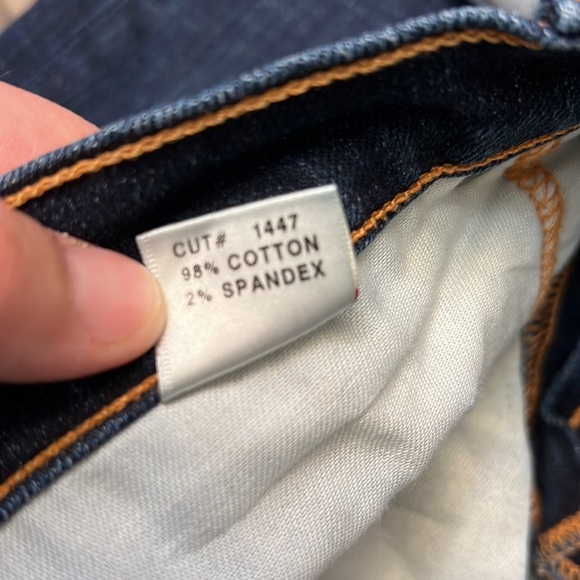 CUT# 1447
98% COTTON
2% SPANDEX